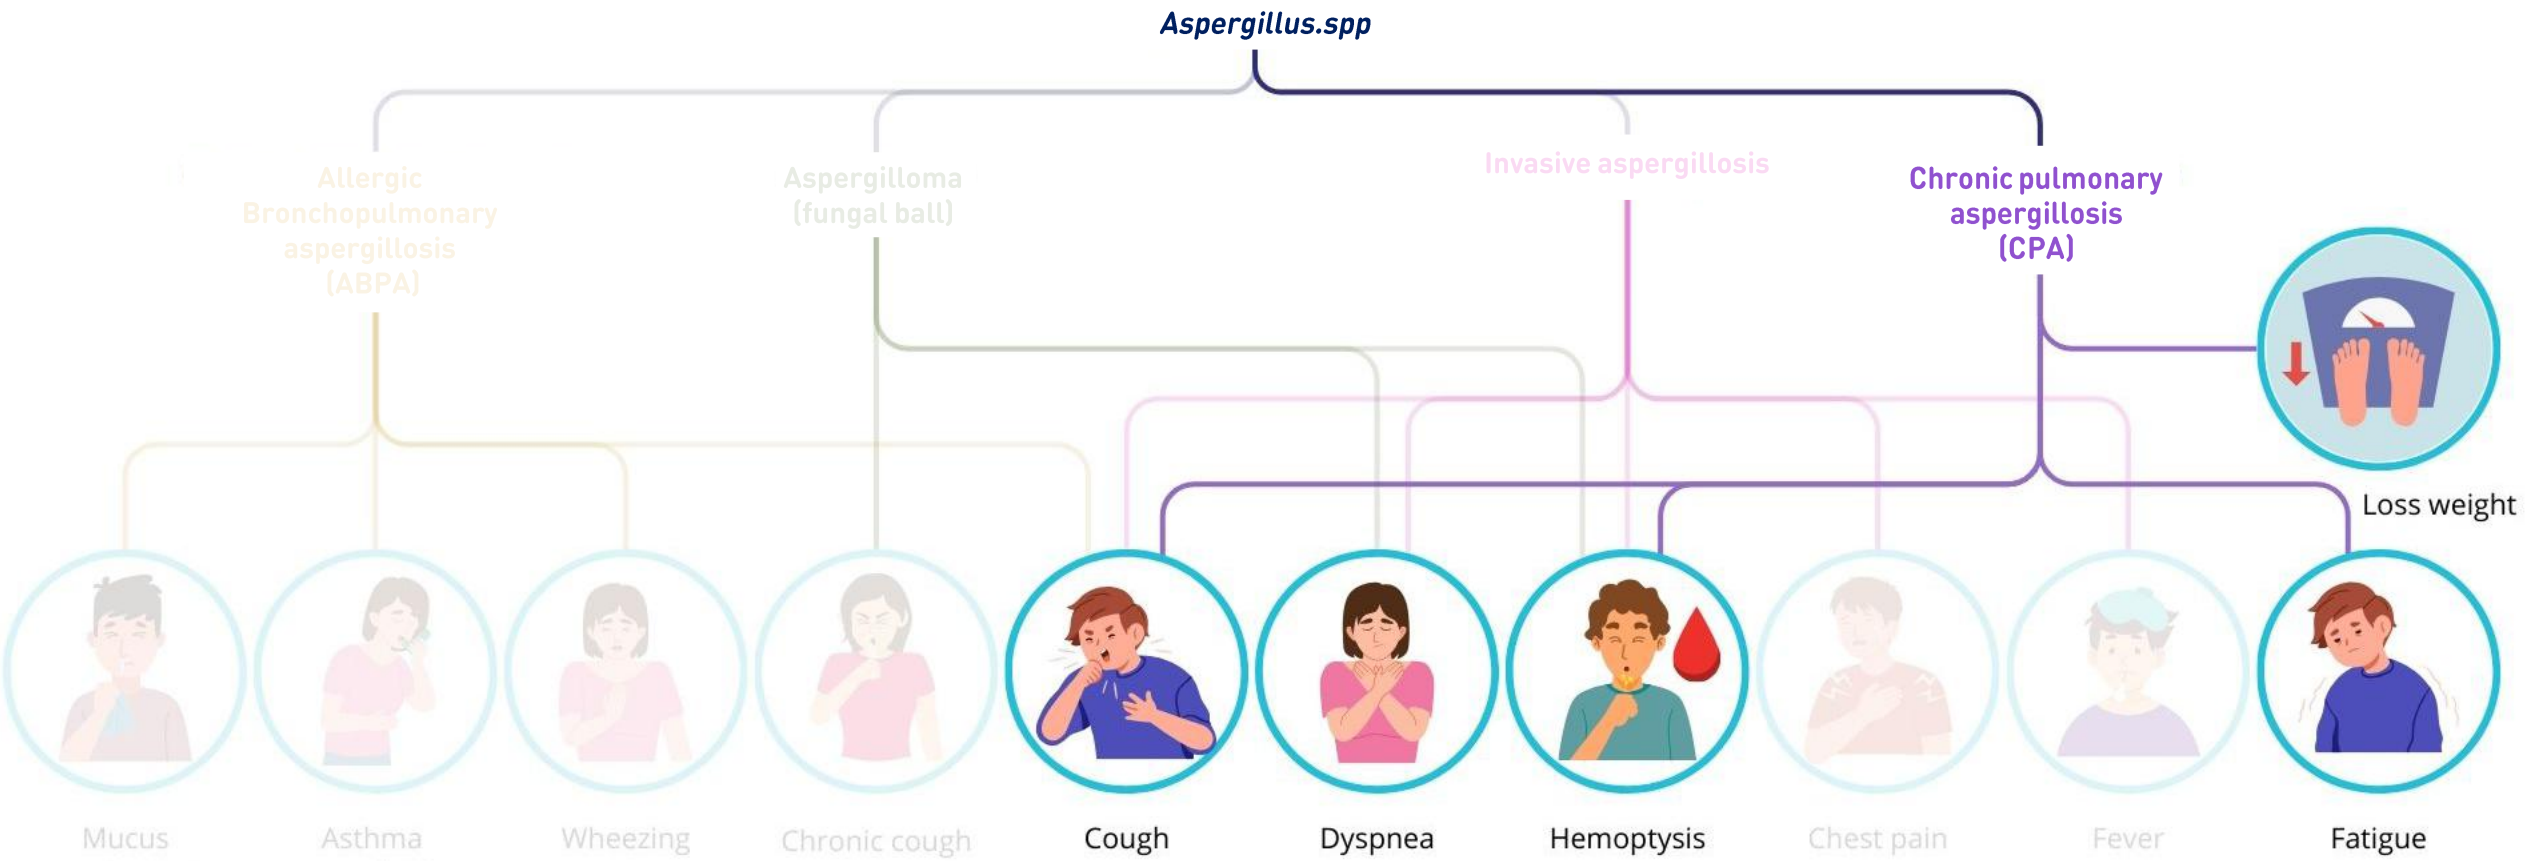 Aspergillus.spp
Allergic
Bronchopulmonary
aspergillosis
(ABPA)
Aspergilloma
(fungal ball)
Invasive aspergillosis
Chronic pulmonary
aspergillosis
(CPA)
Loss weight
Mucus
Asthma
Wheezing
Chronic cough
Cough
Dyspnea
Hemoptysis
Chest pain
Fever
Fatigue